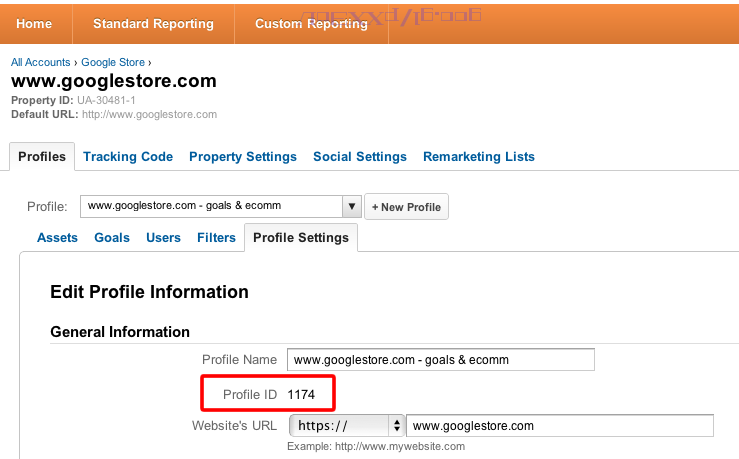 Home Standard Reporting Custom Reporting
All Accounts › Google Store ›
www.googlestore.com
Property ID: UA-30481-1
Default URL: http://www.googlestore.com
Profiles Tracking Code Property Settings Social Settings Remarketing Lists
Profile: www.googlestore.com - goals & ecomm ▼ + New Profile
Assets Goals Users Filters Profile Settings
Edit Profile Information
General Information
Profile Name www.googlestore.com - goals & ecomm
Profile ID 1174
Website's URL https:// www.googlestore.com
Example: http://www.mywebsite.com